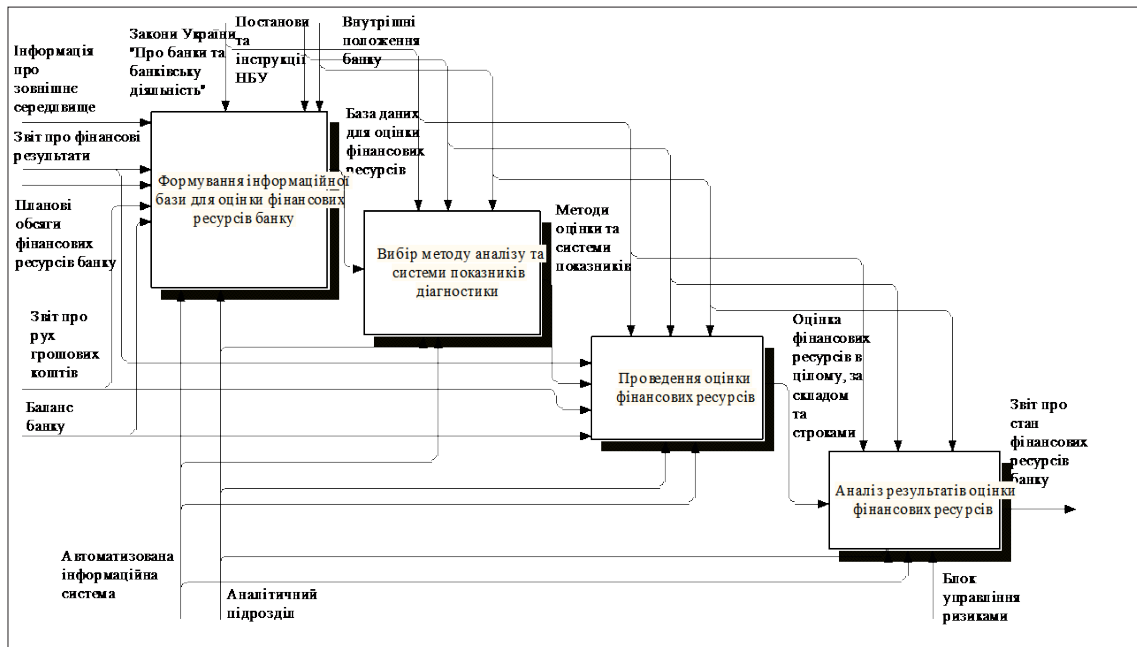 Закони України
"Про банки та
банківську
діяльність"
Постанови
та
інструкції
НБУ
Внутрішні
положення
банку
Інформація
про
зовнішнє
середвище
Звіт про фінансові
результати
Планові
обсяги
фінансових
ресурсів банку
Формування інформаційної
бази для оцінки фінансових
ресурсів банку
База даних
для оцінки
фінансових
ресурсів
Вибір методу аналізу та
системи показників
діагностики
Методи
оцінки та
системи
показників
Звіт про
рух
грошових
коштів
Баланс
банку
Проведення оцінки
фінансових ресурсів
Оцінка
фінансових
ресурсів в
цілому, за
складом
та
строками
Аналіз результатів оцінки
фінансових ресурсів
Звіт про
стан
фінансових
ресурсів
банку
Автоматизована
інформаційна
система
Аналітичний
підрозділ
Блок
управління
ризиками